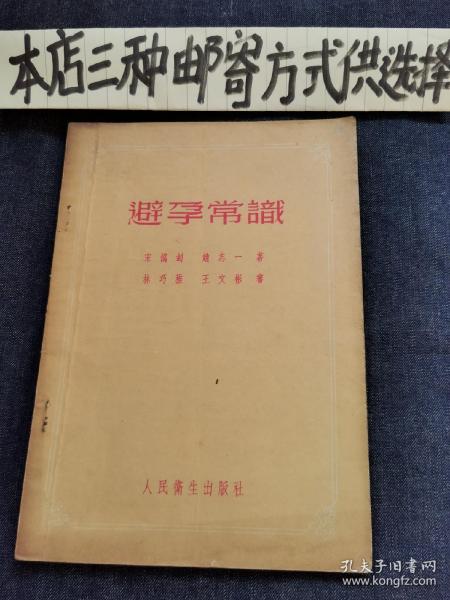 本店三种邮寄方式供选择
避孕常識
宋鴻釗 趙志一 著
林巧稚 王文彬 審
人民衛生出版社
孔夫子旧书网
www.kongfz.com